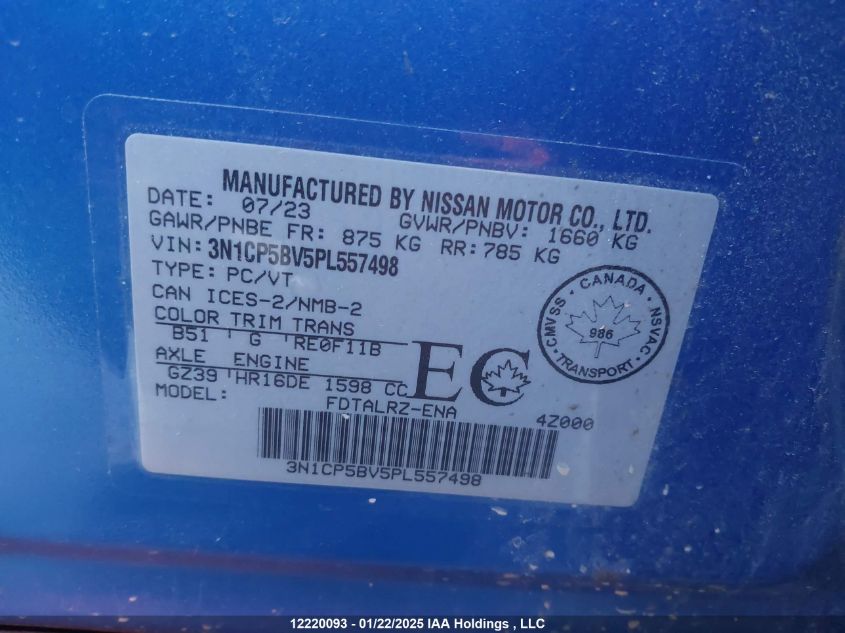 MANUFACTURED BY NISSAN MOTOR CO., LTD.
DATE: 07/23 GVWR/PNBV: 1660 KG
GAWR/PNBE FR: 875 KG RR: 785 KG
VIN: 3N1CP5BV5PL557498
TYPE: PC/VT
CAN ICES-2/NMB-2
COLOR TRIM TRANS
B51 G RE0F11B
AXLE ENGINE
GZ39 HR16DE 1598 CC
MODEL: FDTALRZ-ENA 4Z000
3N1CP5BV5PL557498
EC
CMVSS - CANADA - NSVAC
986
TRANSPORT
12220093 - 01/22/2025 IAA Holdings , LLC